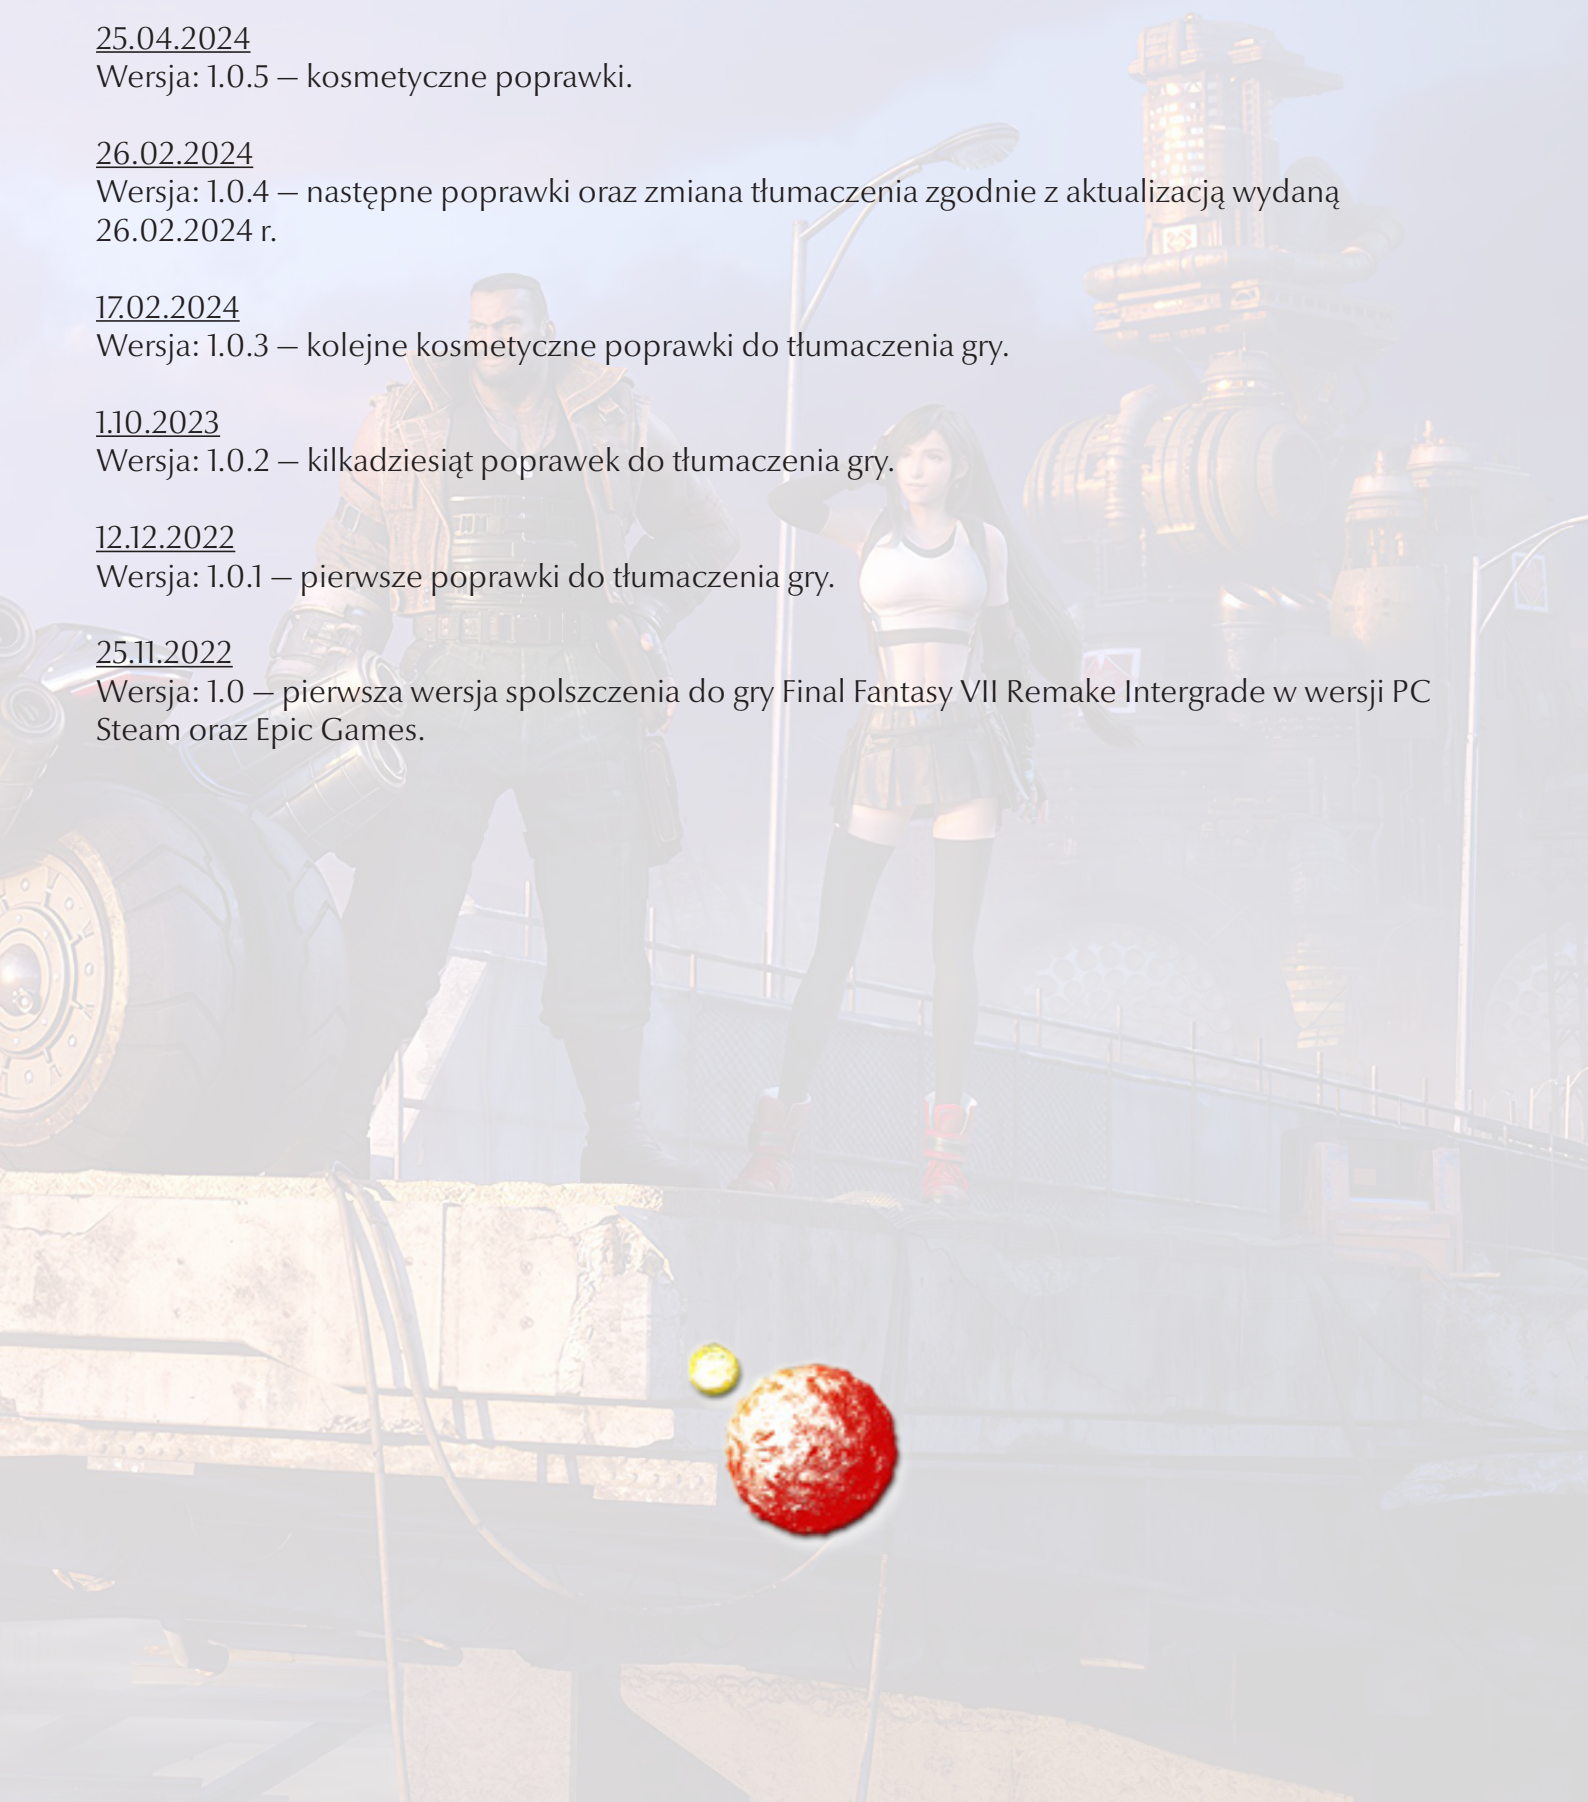 25.04.2024
Wersja: 1.0.5 – kosmetyczne poprawki.
26.02.2024
Wersja: 1.0.4 – następne poprawki oraz zmiana tłumaczenia zgodnie z aktualizacją wydaną
26.02.2024 r.
17.02.2024
Wersja: 1.0.3 – kolejne kosmetyczne poprawki do tłumaczenia gry.
1.10.2023
Wersja: 1.0.2 – kilkadziesiąt poprawek do tłumaczenia gry.
12.12.2022
Wersja: 1.0.1 – pierwsze poprawki do tłumaczenia gry.
25.11.2022
Wersja: 1.0 – pierwsza wersja spolszczenia do gry Final Fantasy VII Remake Intergrade w wersji PC
Steam oraz Epic Games.